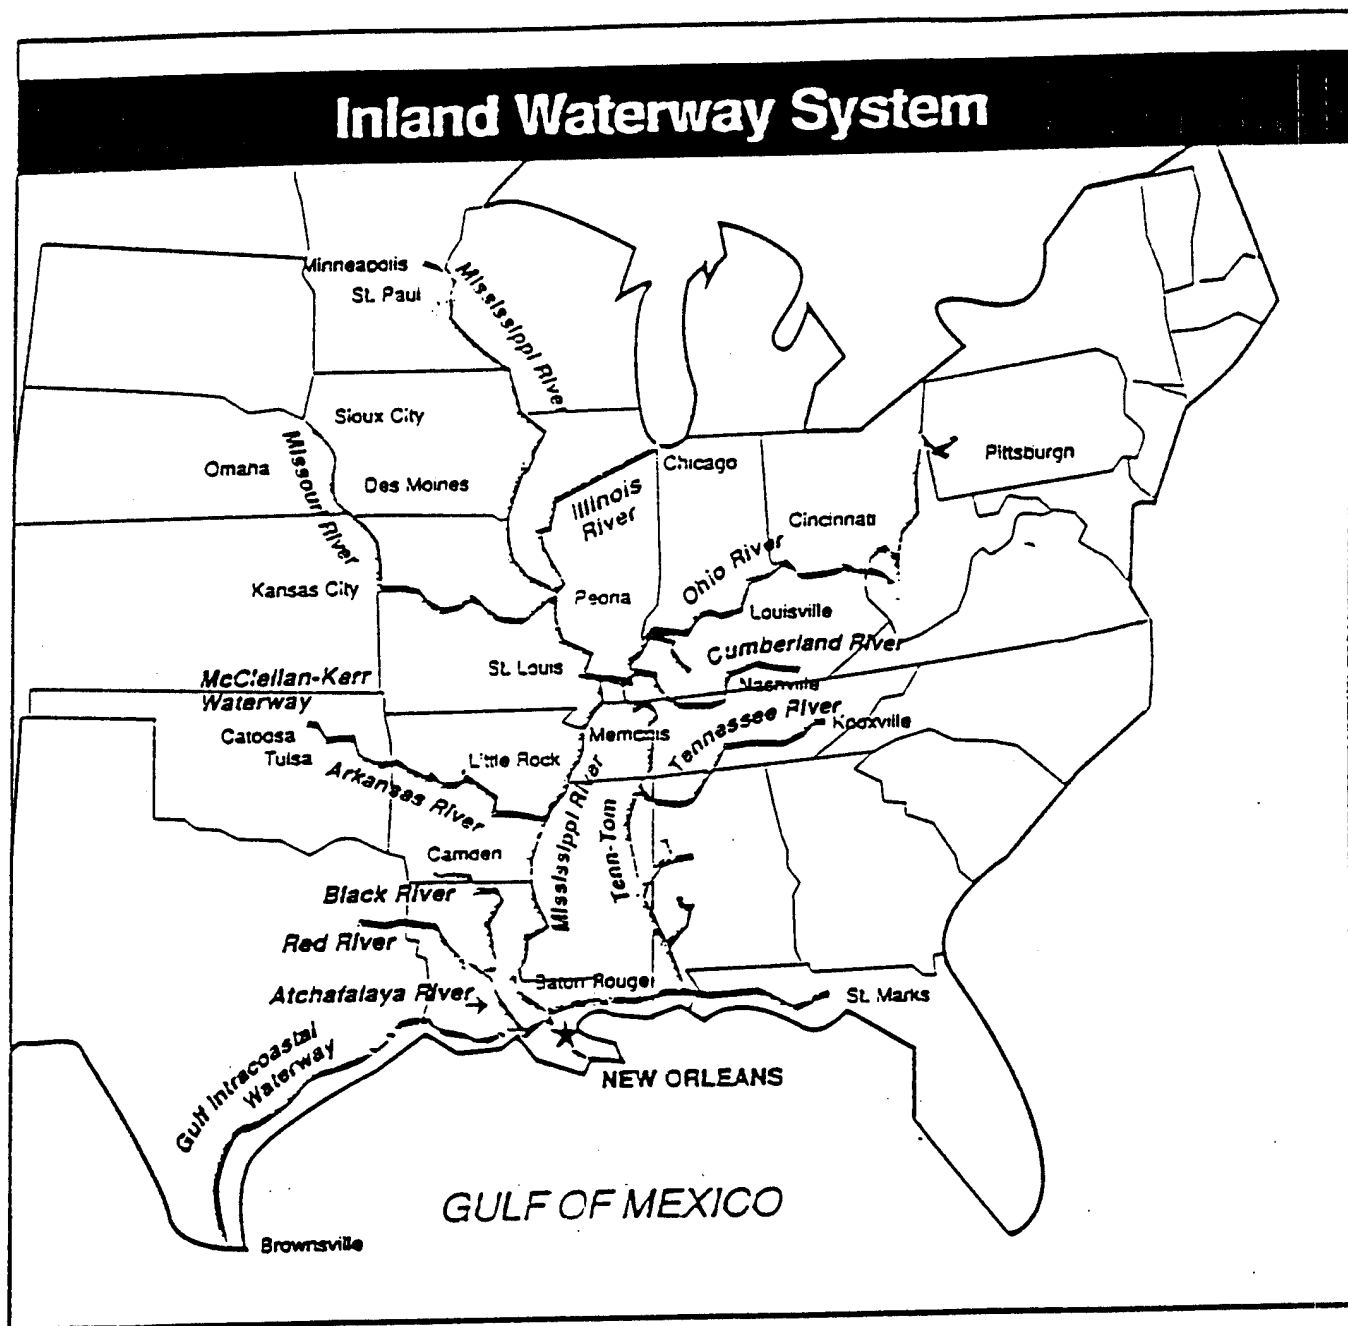 Inland Waterway System
Minneapolis
St. Paul
Mississippi River
Sioux City
Missouri River
Omaha
Des Moines
Chicago
Pittsburgh
Illinois
River
Cincinnati
Ohio River
Kansas City
Peoria
Louisville
Cumberland River
St. Louis
McClellan-Kerr
Waterway
Nashville
Tennessee River
Knoxville
Catoosa
Tulsa
Memphis
Little Rock
Arkansas River
Mississippi River
Tenn-Tom
Camden
Black River
Red River
Baton Rouge
Atchafalaya River
St. Marks
Gulf Intracoastal
Waterway
NEW ORLEANS
GULF OF MEXICO
Brownsville